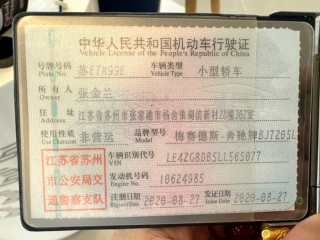 中华人民共和国机动车行驶证
Vehicle License of the People's Republic of China
号牌号码 苏E7K99E 车辆类型 小型轿车
Plate No. Vehicle Type
所有人 张金兰
Owner
住址 江苏省苏州市张家港市杨舍镇
Address
使用性质 非营运 品牌型号 梅赛德斯-奔驰牌BJ7205L
Use Character Model
江苏省苏州
市公安局交
通警察支队
车辆识别代号 LE4ZG8DB5LL565077
VIN
发动机号码 10624985
Engine No.
注册日期 2020-08-27 发证日期 2020-08-27
Register Date Issue Date